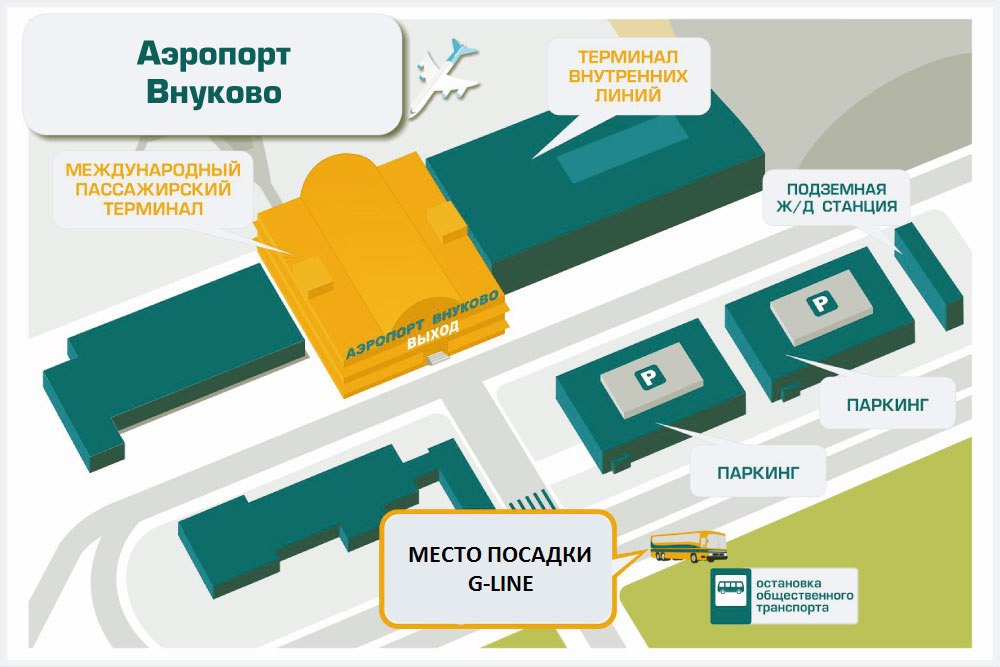 Аэропорт
Внуково
ТЕРМИНАЛ
ВНУТРЕННИХ
ЛИНИЙ
МЕЖДУНАРОДНЫЙ
ПАССАЖИРСКИЙ
ТЕРМИНАЛ
ПОДЗЕМНАЯ
Ж/Д СТАНЦИЯ
АЭРОПОРТ ВНУКОВО
ВЫХОД
P
P
ПАРКИНГ
ПАРКИНГ
МЕСТО ПОСАДКИ
G-LINE
остановка
общественного
транспорта